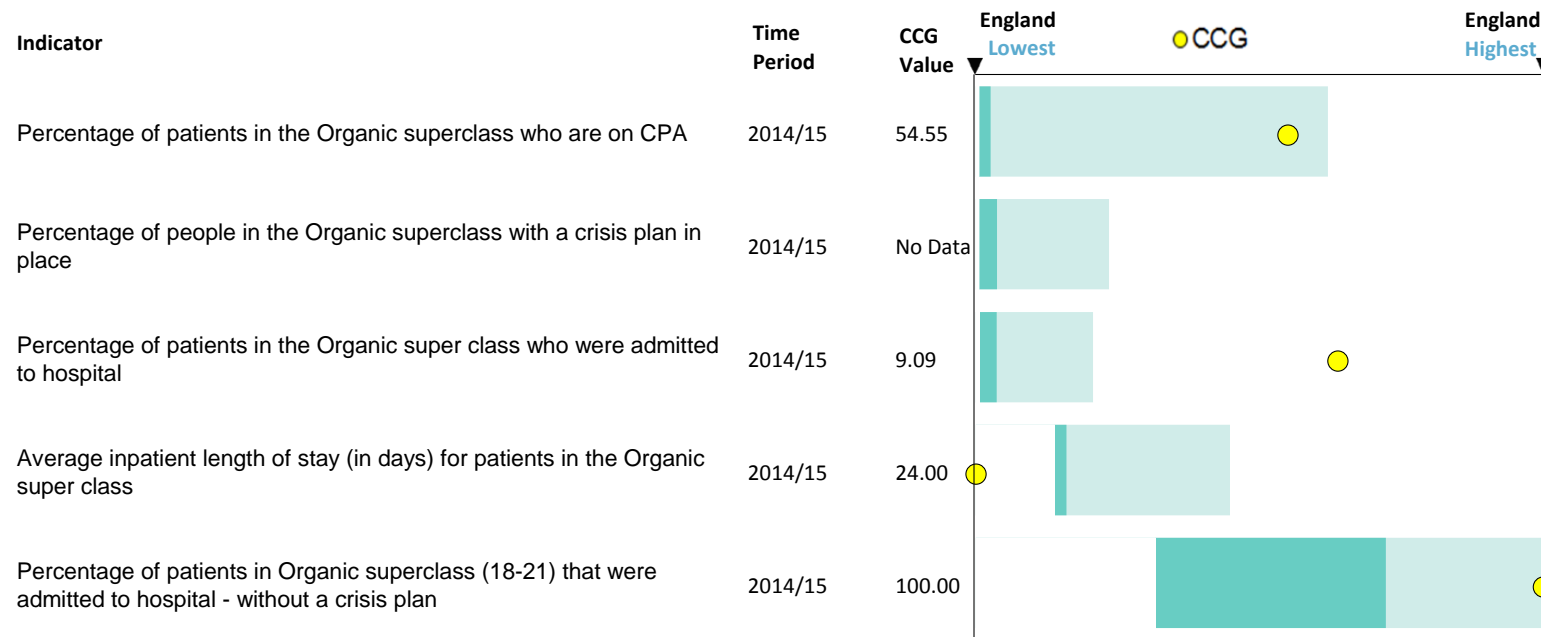 Indicator
Time Period
CCG Value
England Lowest
CCG
England Highest
Percentage of patients in the Organic superclass who are on CPA
2014/15
54.55
Percentage of people in the Organic superclass with a crisis plan in
place
2014/15
No Data
Percentage of patients in the Organic super class who were admitted
to hospital
2014/15
9.09
Average inpatient length of stay (in days) for patients in the Organic
super class
2014/15
24.00
Percentage of patients in Organic superclass (18-21) that were
admitted to hospital - without a crisis plan
2014/15
100.00